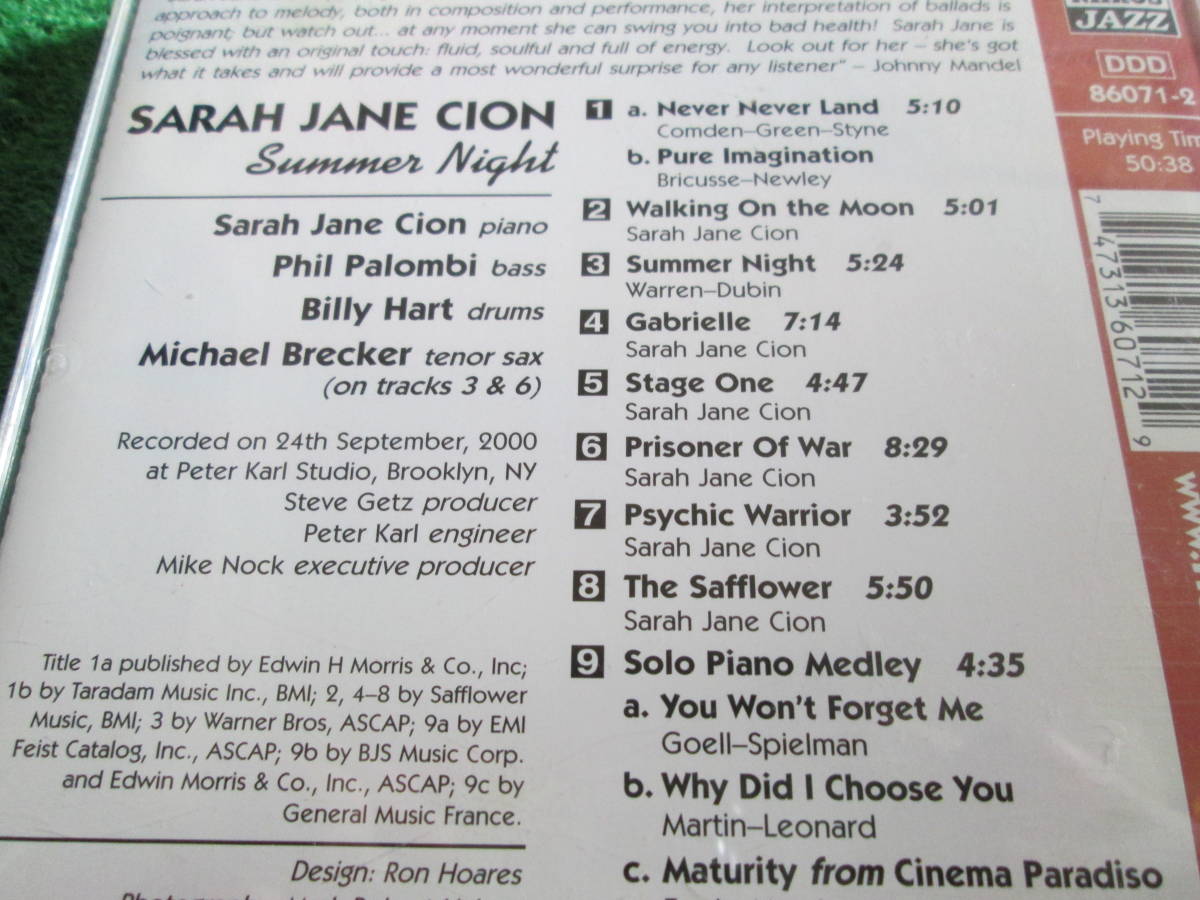 approach to melody, both in composition and performance, her interpretation of ballads is
poignant; but watch out... at any moment she can swing you into bad health! Sarah Jane is
blessed with an original touch: fluid, soulful and full of energy. Look out for her – she's got
what it takes and will provide a most wonderful surprise for any listener" – Johnny Mandel
SARAH JANE CION
Summer Night
Sarah Jane Cion piano
Phil Palombi bass
Billy Hart drums
Michael Brecker tenor sax
(on tracks 3 & 6)
Recorded on 24th September, 2000
at Peter Karl Studio, Brooklyn, NY
Steve Getz producer
Peter Karl engineer
Mike Nock executive producer
Title 1a published by Edwin H Morris & Co., Inc;
1b by Taradam Music Inc., BMI; 2, 4–8 by Safflower
Music, BMI; 3 by Warner Bros, ASCAP; 9a by EMI
Feist Catalog, Inc., ASCAP; 9b by BJS Music Corp.
and Edwin Morris & Co., Inc., ASCAP; 9c by
General Music France.
Design: Ron Hoares
1 a. Never Never Land 5:10
Comden–Green–Styne
b. Pure Imagination
Bricusse–Newley
2 Walking On the Moon 5:01
Sarah Jane Cion
3 Summer Night 5:24
Warren–Dubin
4 Gabrielle 7:14
Sarah Jane Cion
5 Stage One 4:47
Sarah Jane Cion
6 Prisoner Of War 8:29
Sarah Jane Cion
7 Psychic Warrior 3:52
Sarah Jane Cion
8 The Safflower 5:50
Sarah Jane Cion
9 Solo Piano Medley 4:35
a. You Won't Forget Me
Goell–Spielman
b. Why Did I Choose You
Martin–Leonard
c. Maturity from Cinema Paradiso
JAZZ
DDD
86071-2
Playing Tim
50:38
7 47313 60712 9
www.